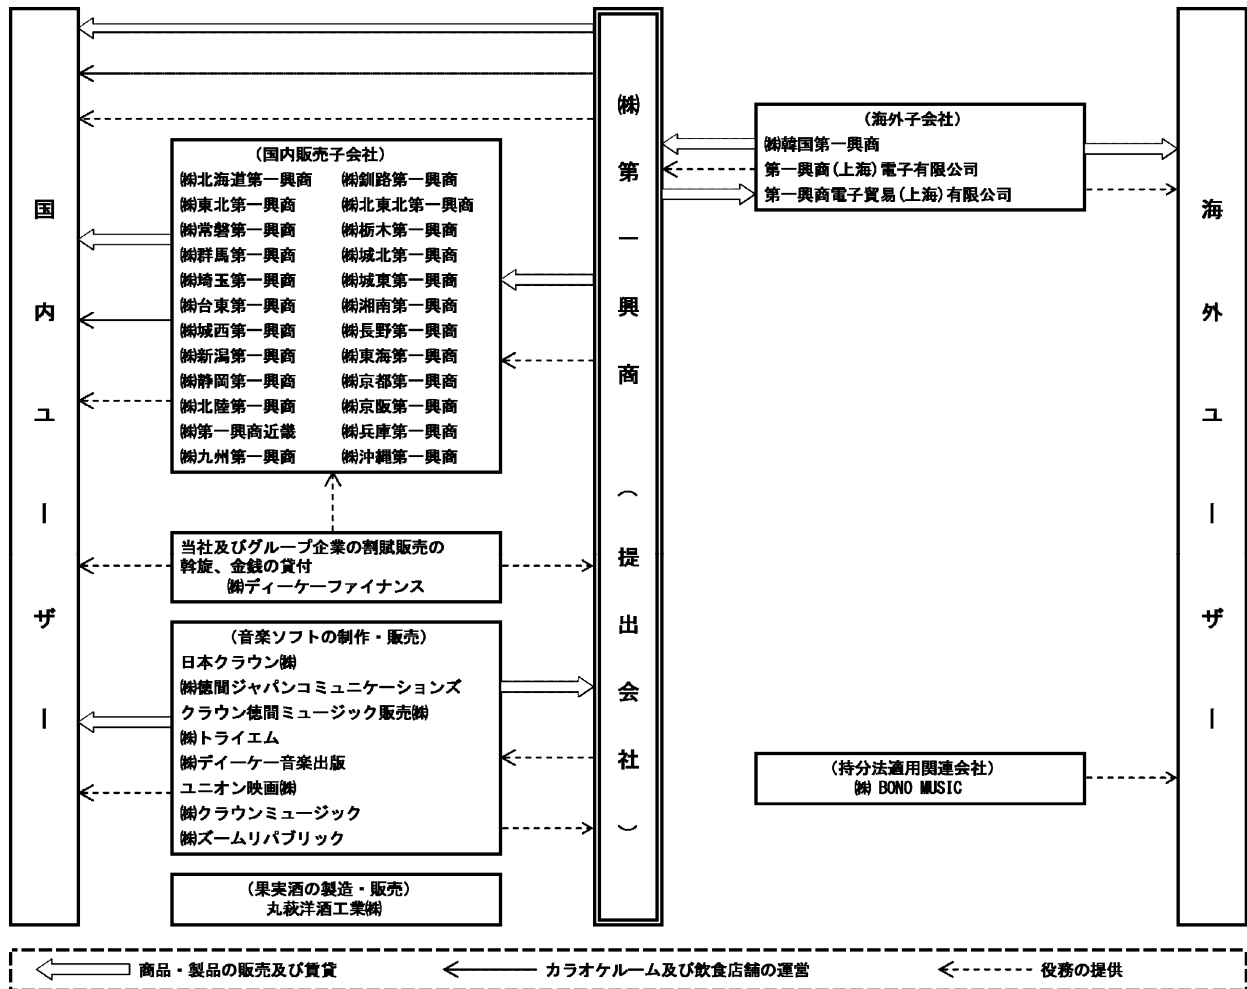 国内ユーザー
(国内販売子会社)
㈱北海道第一興商 ㈱釧路第一興商
㈱東北第一興商 ㈱北東北第一興商
㈱常磐第一興商 ㈱栃木第一興商
㈱群馬第一興商 ㈱城北第一興商
㈱埼玉第一興商 ㈱城東第一興商
㈱台東第一興商 ㈱湘南第一興商
㈱城西第一興商 ㈱長野第一興商
㈱新潟第一興商 ㈱東海第一興商
㈱静岡第一興商 ㈱京都第一興商
㈱北陸第一興商 ㈱京阪第一興商
㈱第一興商近畿 ㈱兵庫第一興商
㈱九州第一興商 ㈱沖縄第一興商
当社及びグループ企業の割賦販売の
斡旋、金銭の貸付
㈱ディーケーファイナンス
(音楽ソフトの制作・販売)
日本クラウン㈱
㈱徳間ジャパンコミュニケーションズ
クラウン徳間ミュージック販売㈱
㈱トライエム
㈱デイーケー音楽出版
ユニオン映画㈱
㈱クラウンミュージック
㈱ズームリパブリック
(果実酒の製造・販売)
丸萩洋酒工業㈱
㈱第一興商(提出会社)
(海外子会社)
㈱韓国第一興商
第一興商(上海)電子有限公司
第一興商電子貿易(上海)有限公司
(持分法適用関連会社)
㈱ BONO MUSIC
海外ユーザー
商品・製品の販売及び賃貸 カラオケルーム及び飲食店舗の運営 役務の提供